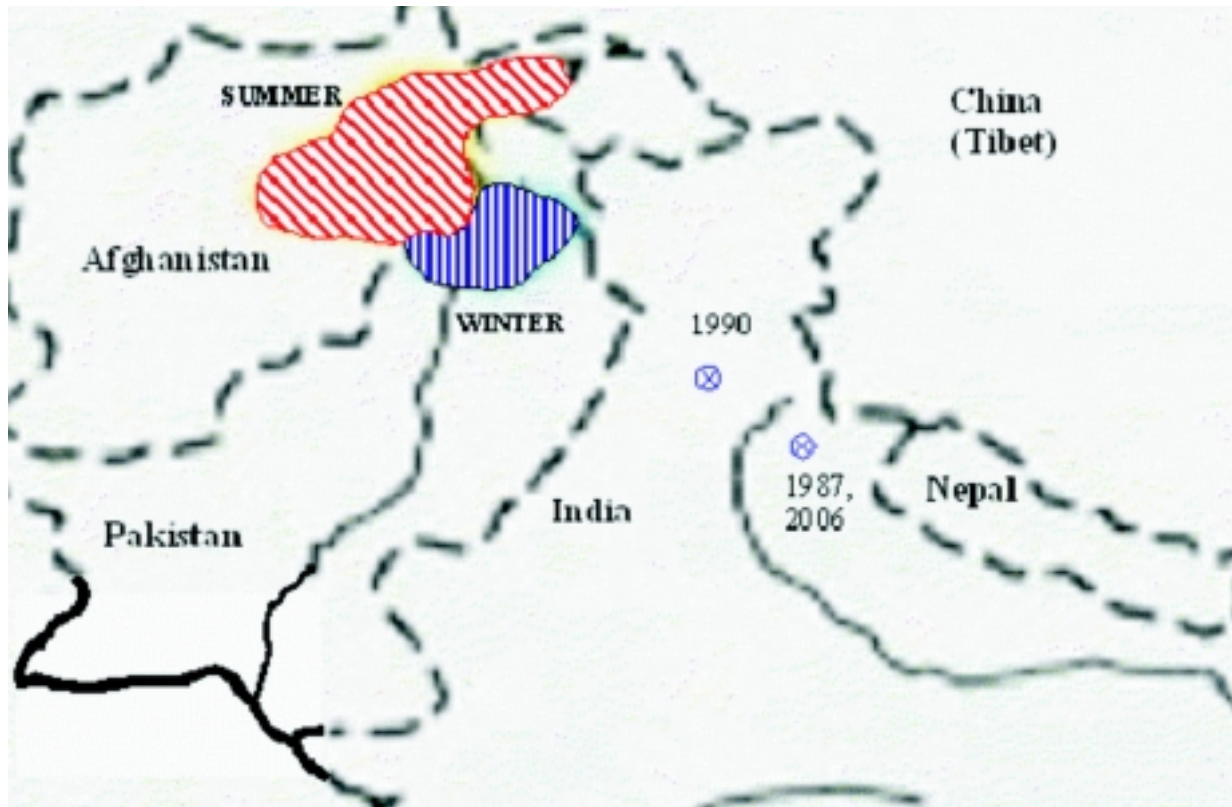 SUMMER
China
(Tibet)
Afghanistan
WINTER
1990
1987,
2006
Nepal
India
Pakistan